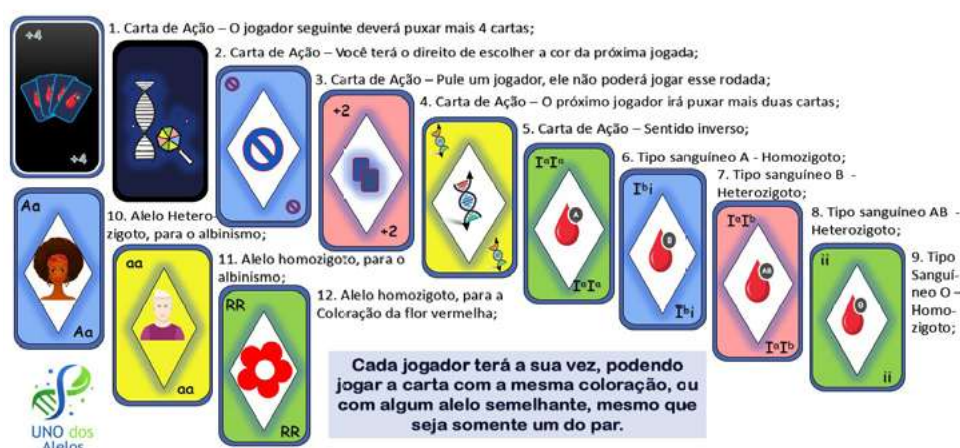 +4
+4
1. Carta de Ação – O jogador seguinte deverá puxar mais 4 cartas;
2. Carta de Ação – Você terá o direito de escolher a cor da próxima jogada;
3. Carta de Ação – Pule um jogador, ele não poderá jogar esse rodada;
+2
+2
4. Carta de Ação – O próximo jogador irá puxar mais duas cartas;
5. Carta de Ação – Sentido inverso;
IᵃIᵃ
A
IᵃIᵃ
6. Tipo sanguíneo A - Homozigoto;
Iᵇi
B
Iᵇi
7. Tipo sanguíneo B -
Heterozigoto;
IᵃIᵇ
AB
IᵃIᵇ
8. Tipo sanguíneo AB -
Heterozigoto;
ii
O
ii
9. Tipo
Sanguí-
neo O –
Homo-
zigoto;
Aa
Aa
10. Alelo Hetero-
zigoto, para o albinismo;
aa
aa
11. Alelo homozigoto, para o
albinismo;
RR
RR
12. Alelo homozigoto, para a
Coloração da flor vermelha;
Cada jogador terá a sua vez, podendo
jogar a carta com a mesma coloração, ou
com algum alelo semelhante, mesmo que
seja somente um do par.
UNO dos
Alelos